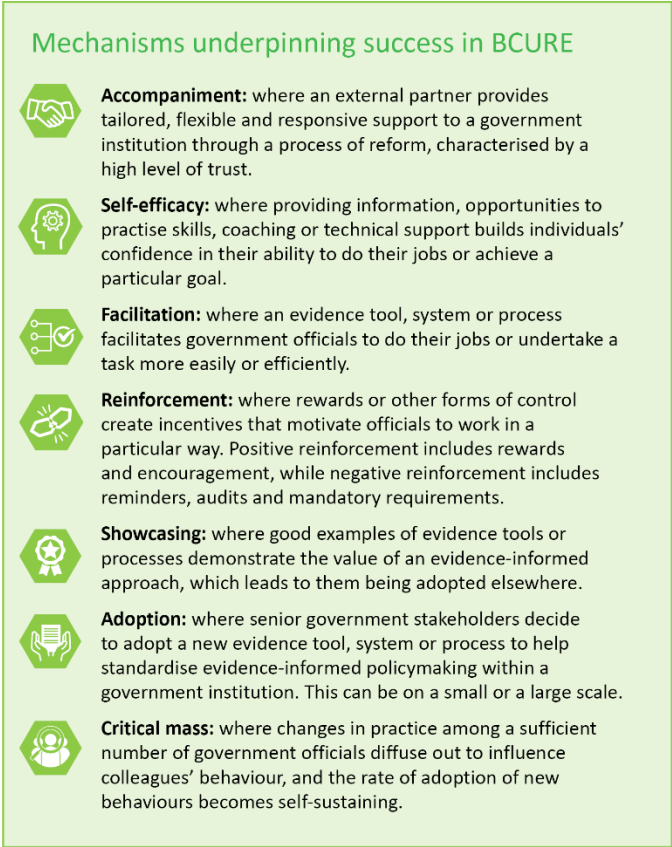 Mechanisms underpinning success in BCURE
Accompaniment: where an external partner provides
tailored, flexible and responsive support to a government
institution through a process of reform, characterised by a
high level of trust.
Self-efficacy: where providing information, opportunities to
practise skills, coaching or technical support builds individuals’
confidence in their ability to do their jobs or achieve a
particular goal.
Facilitation: where an evidence tool, system or process
facilitates government officials to do their jobs or undertake a
task more easily or efficiently.
Reinforcement: where rewards or other forms of control
create incentives that motivate officials to work in a
particular way. Positive reinforcement includes rewards
and encouragement, while negative reinforcement includes
reminders, audits and mandatory requirements.
Showcasing: where good examples of evidence tools or
processes demonstrate the value of an evidence-informed
approach, which leads to them being adopted elsewhere.
Adoption: where senior government stakeholders decide
to adopt a new evidence tool, system or process to help
standardise evidence-informed policymaking within a
government institution. This can be on a small or a large scale.
Critical mass: where changes in practice among a sufficient
number of government officials diffuse out to influence
colleagues’ behaviour, and the rate of adoption of new
behaviours becomes self-sustaining.